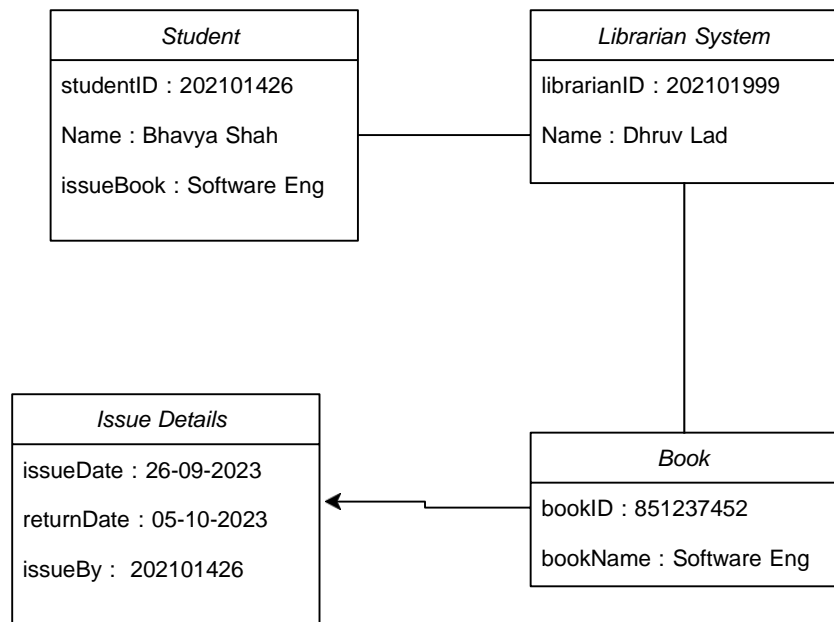 Student
studentID : 202101426
Name : Bhavya Shah
issueBook : Software Eng
Librarian System
librarianID : 202101999
Name : Dhruv Lad
Issue Details
issueDate : 26-09-2023
returnDate : 05-10-2023
issueBy :  202101426
Book
bookID : 851237452
bookName : Software Eng